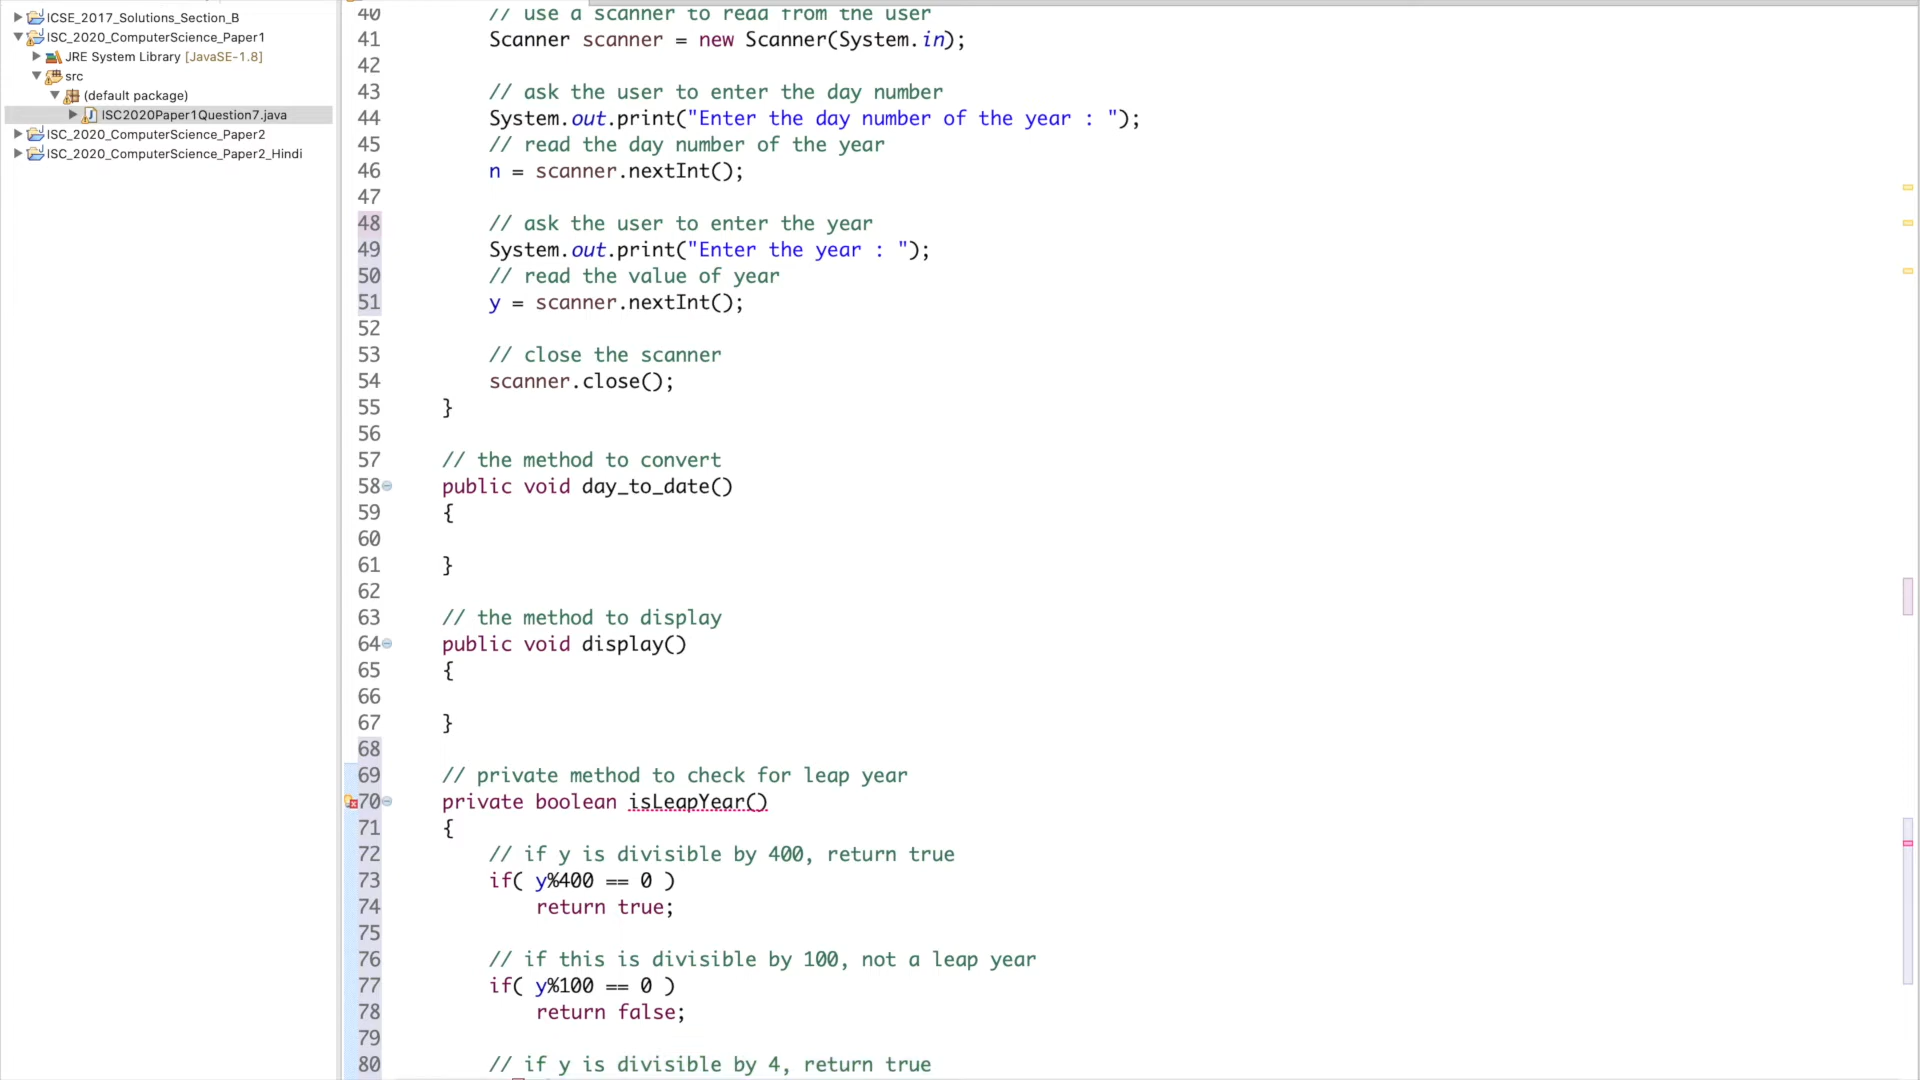 ICSE_2017_Solutions_Section_B
ISC_2020_ComputerScience_Paper1
JRE System Library [JavaSE-1.8]
src
(default package)
ISC2020Paper1Question7.java
ISC_2020_ComputerScience_Paper2
ISC_2020_ComputerScience_Paper2_Hindi
40 // use a scanner to read from the user
41 Scanner scanner = new Scanner(System.in);
42
43 // ask the user to enter the day number
44 System.out.print("Enter the day number of the year : ");
45 // read the day number of the year
46 n = scanner.nextInt();
47
48 // ask the user to enter the year
49 System.out.print("Enter the year : ");
50 // read the value of year
51 y = scanner.nextInt();
52
53 // close the scanner
54 scanner.close();
55 }
56
57 // the method to convert
58 public void day_to_date()
59 {
60
61 }
62
63 // the method to display
64 public void display()
65 {
66
67 }
68
69 // private method to check for leap year
70 private boolean isLeapYear()
71 {
72 // if y is divisible by 400, return true
73 if( y%400 == 0 )
74 return true;
75
76 // if this is divisible by 100, not a leap year
77 if( y%100 == 0 )
78 return false;
79
80 // if y is divisible by 4, return true